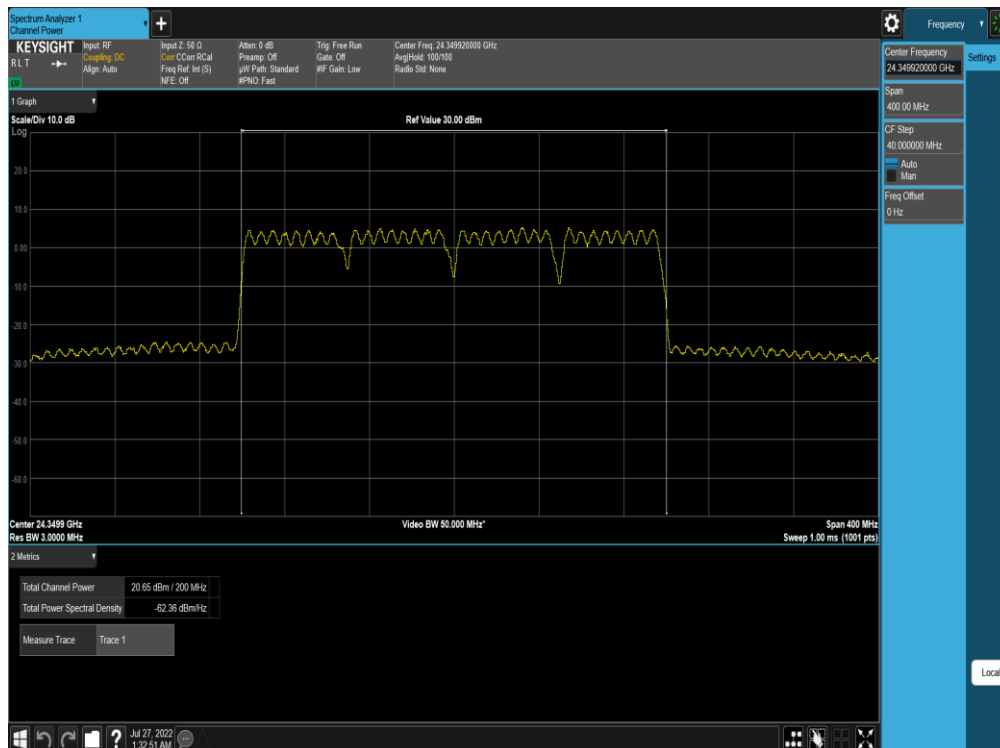 Spectrum Analyzer 1
Channel Power
+
Frequency
KEYSIGHT
R L T
Input: RF
Coupling: DC
Align: Auto
Input Z: 50 Ω
Corr CCorr RCal
Freq Ref: Int (S)
NFE: Off
Atten: 0 dB
Preamp: Off
µW Path: Standard
#PNO: Fast
Trig: Free Run
Gate: Off
#IF Gain: Low
Center Freq: 24.349920000 GHz
Avg|Hold: 100/100
Radio Std: None
Center Frequency
24.349920000 GHz
Settings
Span
400.00 MHz
CF Step
40.000000 MHz
Auto
Man
Freq Offset
0 Hz
1 Graph
Scale/Div 10.0 dB
Ref Value 30.00 dBm
Log
20.0
10.0
0.00
-10.0
-20.0
-30.0
-40.0
-50.0
-60.0
Center 24.3499 GHz
Video BW 50.000 MHz*
Span 400 MHz
Res BW 3.0000 MHz
Sweep 1.00 ms (1001 pts)
2 Metrics
Total Channel Power 20.65 dBm / 200 MHz
Total Power Spectral Density -62.36 dBm/Hz
Measure Trace Trace 1
Local
?
Jul 27, 2022
1:32:51 AM